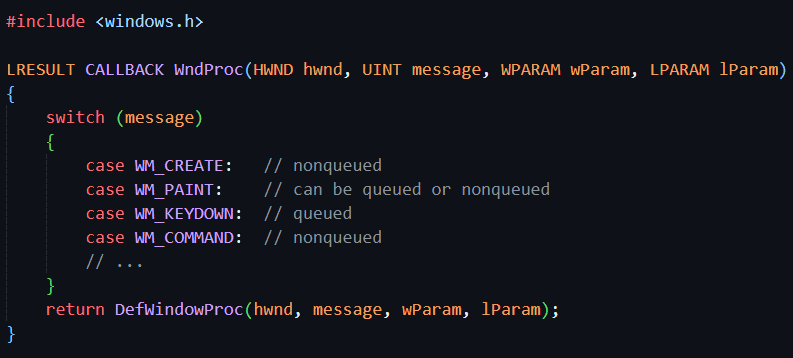 #include <windows.h>
LRESULT CALLBACK WndProc(HWND hwnd, UINT message, WPARAM wParam, LPARAM lParam)
{
    switch (message)
    {
        case WM_CREATE:   // nonqueued
        case WM_PAINT:    // can be queued or nonqueued
        case WM_KEYDOWN:  // queued
        case WM_COMMAND:  // nonqueued
        // ...
    }
    return DefWindowProc(hwnd, message, wParam, lParam);
}